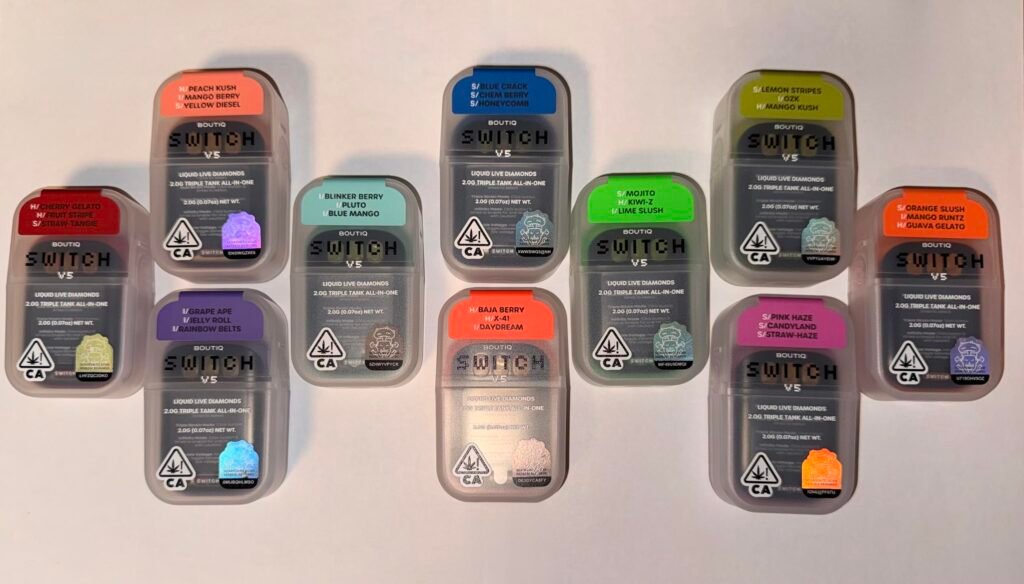 H/PEACH KUSH
I/MANGO BERRY
S/YELLOW DIESEL
BOUTIQ
SWITCH
V5
LIQUID LIVE DIAMONDS
2.0G TRIPLE TANK ALL-IN-ONE
2.0G (0.07oz) NET WT.
CA
S/BLUE CRACK
S/CHEM BERRY
S/HONEYCOMB
BOUTIQ
SWITCH
V5
LIQUID LIVE DIAMONDS
2.0G TRIPLE TANK ALL-IN-ONE
2.0G (0.07oz) NET WT.
CA
S/LEMON STRIPES
I/OZK
H/MANGO KUSH
BOUTIQ
SWITCH
V5
LIQUID LIVE DIAMONDS
2.0G TRIPLE TANK ALL-IN-ONE
2.0G (0.07oz) NET WT.
CA
H/CHERRY GELATO
H/FRUIT STRIPE
S/STRAW-TANGIE
BOUTIQ
SWITCH
V5
LIQUID LIVE DIAMONDS
2.0G TRIPLE TANK ALL-IN-ONE
2.0G (0.07oz) NET WT.
CA
I/BLINKER BERRY
I/PLUTO
I/BLUE MANGO
BOUTIQ
SWITCH
V5
LIQUID LIVE DIAMONDS
2.0G TRIPLE TANK ALL-IN-ONE
2.0G (0.07oz) NET WT.
CA
S/MOJITO
H/KIWI-Z
I/LIME SLUSH
BOUTIQ
SWITCH
V5
LIQUID LIVE DIAMONDS
2.0G TRIPLE TANK ALL-IN-ONE
2.0G (0.07oz) NET WT.
CA
S/ORANGE SLUSH
I/MANGO RUNTZ
H/GUAVA GELATO
BOUTIQ
SWITCH
V5
LIQUID LIVE DIAMONDS
2.0G TRIPLE TANK ALL-IN-ONE
2.0G (0.07oz) NET WT.
CA
I/GRAPE APE
I/JELLY ROLL
I/RAINBOW BELTS
BOUTIQ
SWITCH
V5
LIQUID LIVE DIAMONDS
2.0G TRIPLE TANK ALL-IN-ONE
2.0G (0.07oz) NET WT.
CA
SWITCH
H/BAJA BERRY
H/X-41
I/DAYDREAM
BOUTIQ
SWITCH
V5
LIQUID LIVE DIAMONDS
2.0G TRIPLE TANK ALL-IN-ONE
2.0G (0.07oz) NET WT.
CA
S/PINK HAZE
S/CANDYLAND
S/STRAW-HAZE
BOUTIQ
SWITCH
V5
LIQUID LIVE DIAMONDS
2.0G TRIPLE TANK ALL-IN-ONE
2.0G (0.07oz) NET WT.
CA
SWITCH